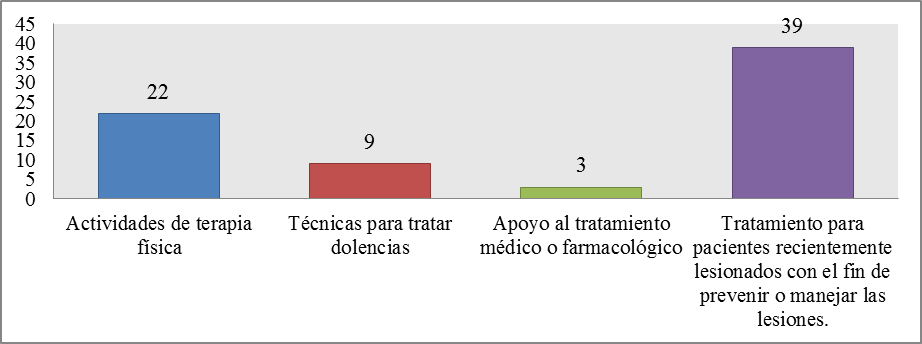 45
40
35
30
25
20
15
10
5
0
22
9
3
39
Actividades de terapia
física
Técnicas para tratar
dolencias
Apoyo al tratamiento
médico o farmacológico
Tratamiento para
pacientes recientemente
lesionados con el fin de
prevenir o manejar las
lesiones.